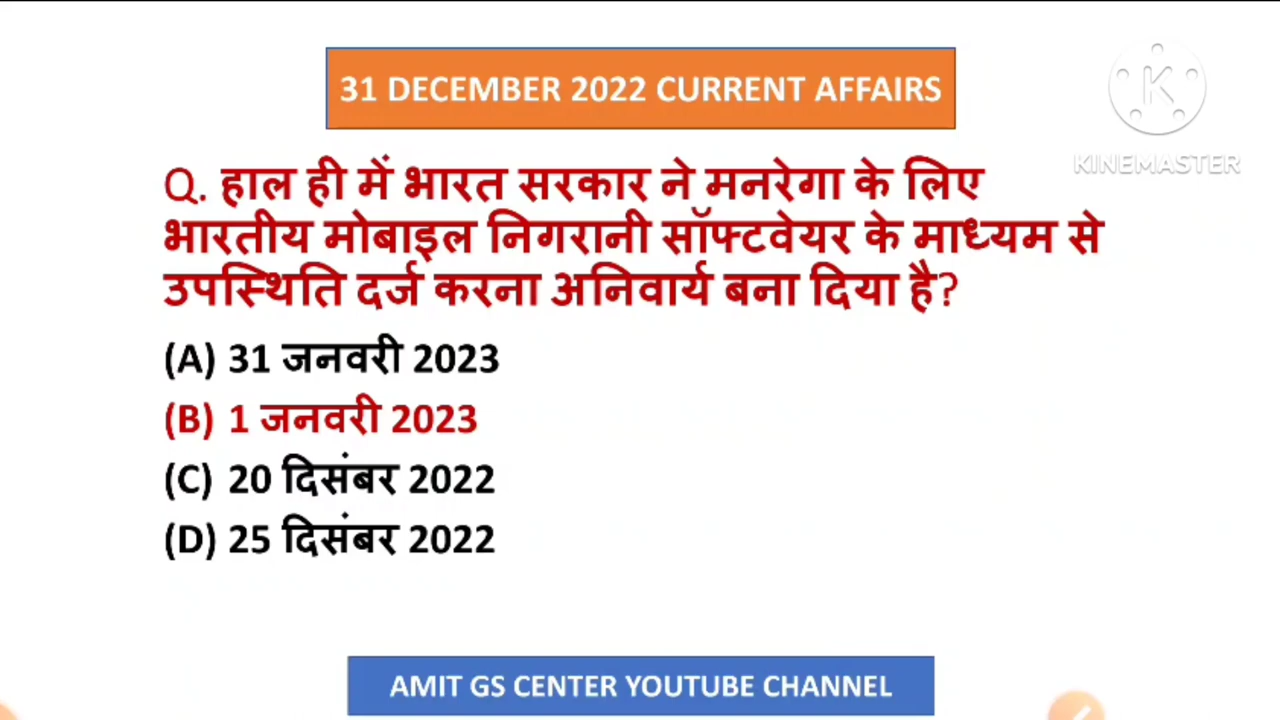 31 DECEMBER 2022 CURRENT AFFAIRS
KINEMASTER
Q. हाल ही में भारत सरकार ने मनरेगा के लिए
भारतीय मोबाइल निगरानी सॉफ्टवेयर के माध्यम से
उपस्थिति दर्ज करना अनिवार्य बना दिया है?
(A) 31 जनवरी 2023
(B) 1 जनवरी 2023
(C) 20 दिसंबर 2022
(D) 25 दिसंबर 2022
AMIT GS CENTER YOUTUBE CHANNEL